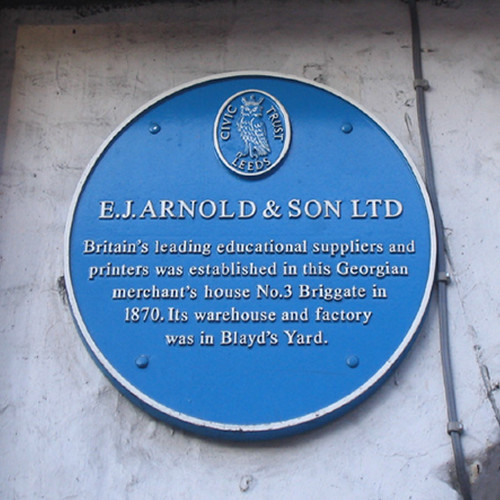 CIVIC TRUST
LEEDS
E.J. ARNOLD & SON LTD
Britain's leading educational suppliers and
printers was established in this Georgian
merchant's house No.3 Briggate in
1870. Its warehouse and factory
was in Blayd's Yard.